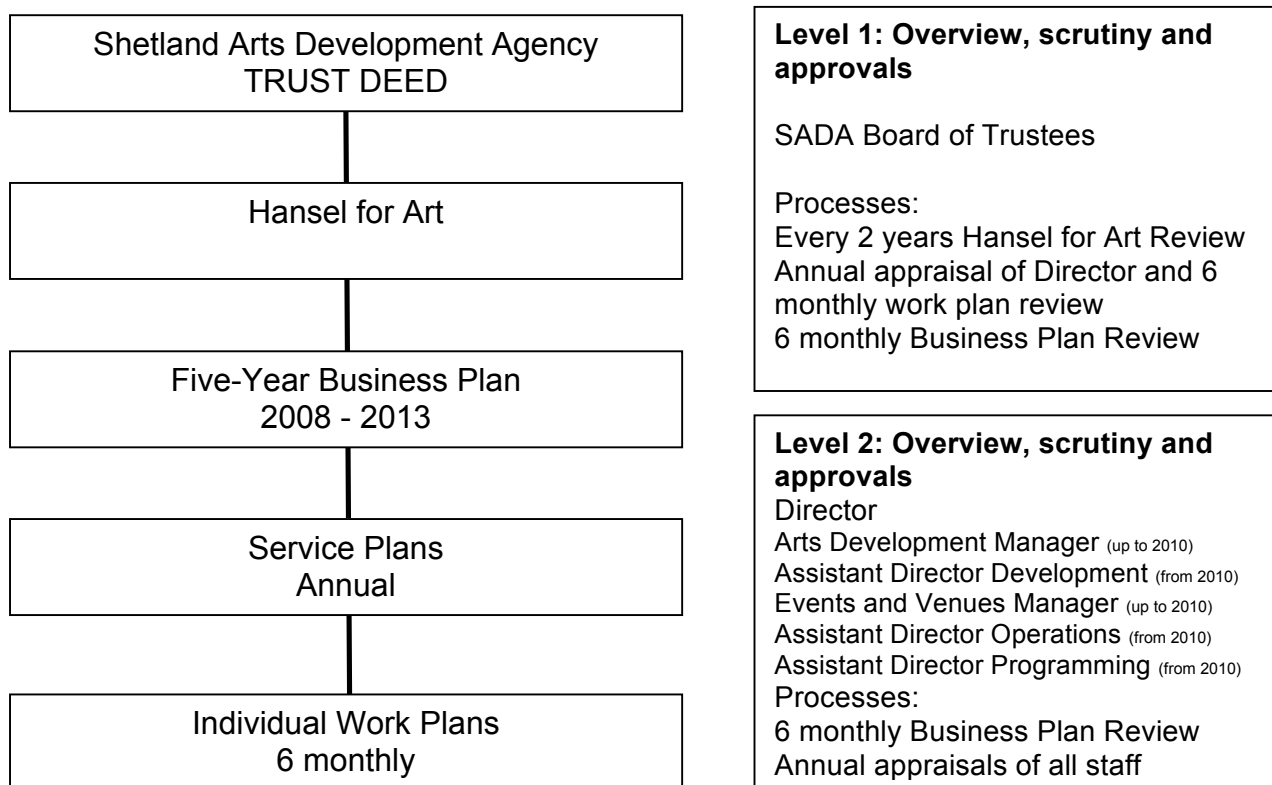 Shetland Arts Development Agency
TRUST DEED
Hansel for Art
Five-Year Business Plan
2008 - 2013
Service Plans
Annual
Individual Work Plans
6 monthly
Level 1: Overview, scrutiny and
approvals
SADA Board of Trustees
Processes:
Every 2 years Hansel for Art Review
Annual appraisal of Director and 6
monthly work plan review
6 monthly Business Plan Review
Level 2: Overview, scrutiny and
approvals
Director
Arts Development Manager (up to 2010)
Assistant Director Development (from 2010)
Events and Venues Manager (up to 2010)
Assistant Director Operations (from 2010)
Assistant Director Programming (from 2010)
Processes:
6 monthly Business Plan Review
Annual appraisals of all staff